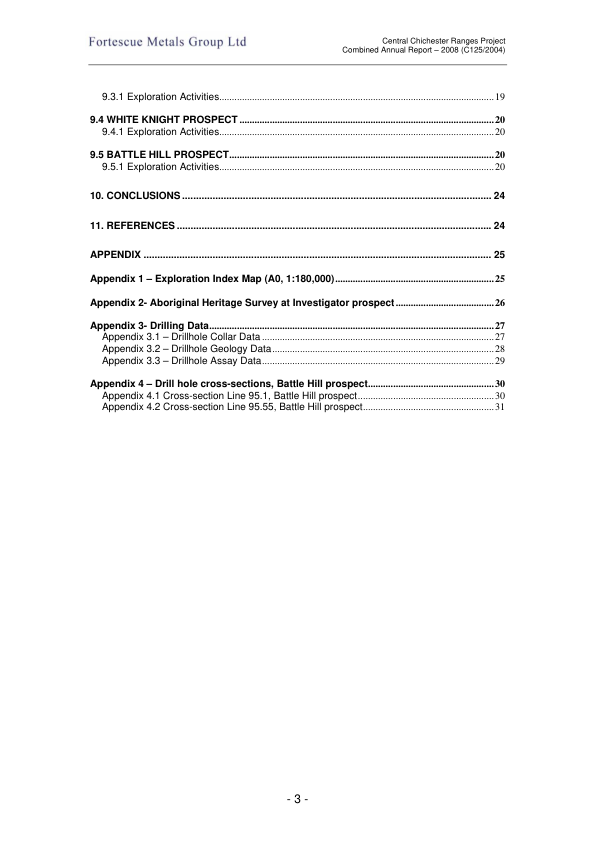 Fortescue Metals Group Ltd
Central Chichester Ranges Project
Combined Annual Report – 2008 (C125/2004)
9.3.1 Exploration Activities.....19
9.4 WHITE KNIGHT PROSPECT.....20
9.4.1 Exploration Activities.....20
9.5 BATTLE HILL PROSPECT.....20
9.5.1 Exploration Activities.....20
10. CONCLUSIONS.....24
11. REFERENCES.....24
APPENDIX.....25
Appendix 1 – Exploration Index Map (A0, 1:180,000).....25
Appendix 2- Aboriginal Heritage Survey at Investigator prospect.....26
Appendix 3- Drilling Data.....27
Appendix 3.1 – Drillhole Collar Data.....27
Appendix 3.2 – Drillhole Geology Data.....28
Appendix 3.3 – Drillhole Assay Data.....29
Appendix 4 – Drill hole cross-sections, Battle Hill prospect.....30
Appendix 4.1 Cross-section Line 95.1, Battle Hill prospect.....30
Appendix 4.2 Cross-section Line 95.55, Battle Hill prospect.....31
- 3 -